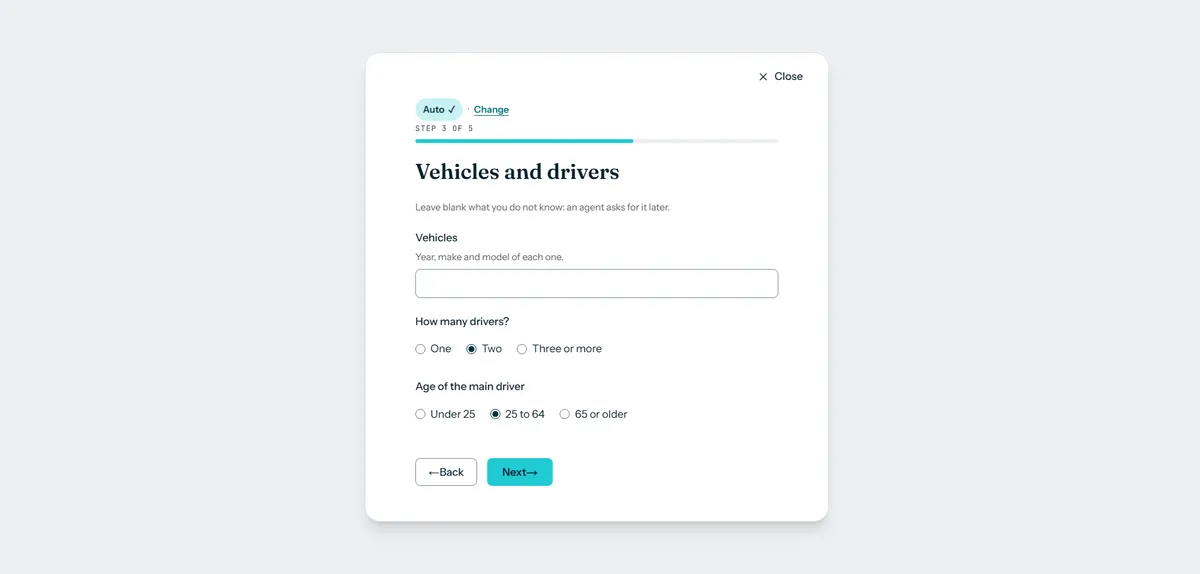 × Close
Auto ✓ · Change
STEP 3 OF 5
Vehicles and drivers
Leave blank what you do not know: an agent asks for it later.
Vehicles
Year, make and model of each one.
How many drivers?
One Two Three or more
Age of the main driver
Under 25 25 to 64 65 or older
←Back Next→